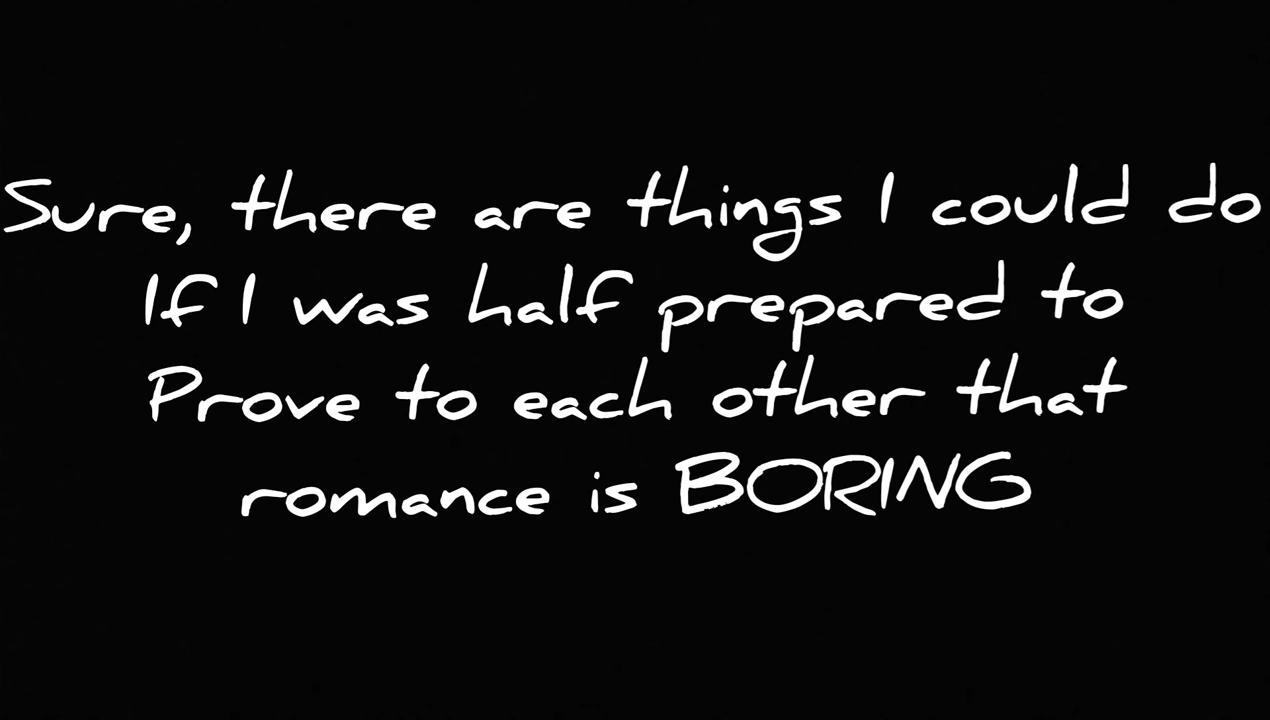 Sure, there are things I could do
If I was half prepared to
Prove to each other that
romance is BORING